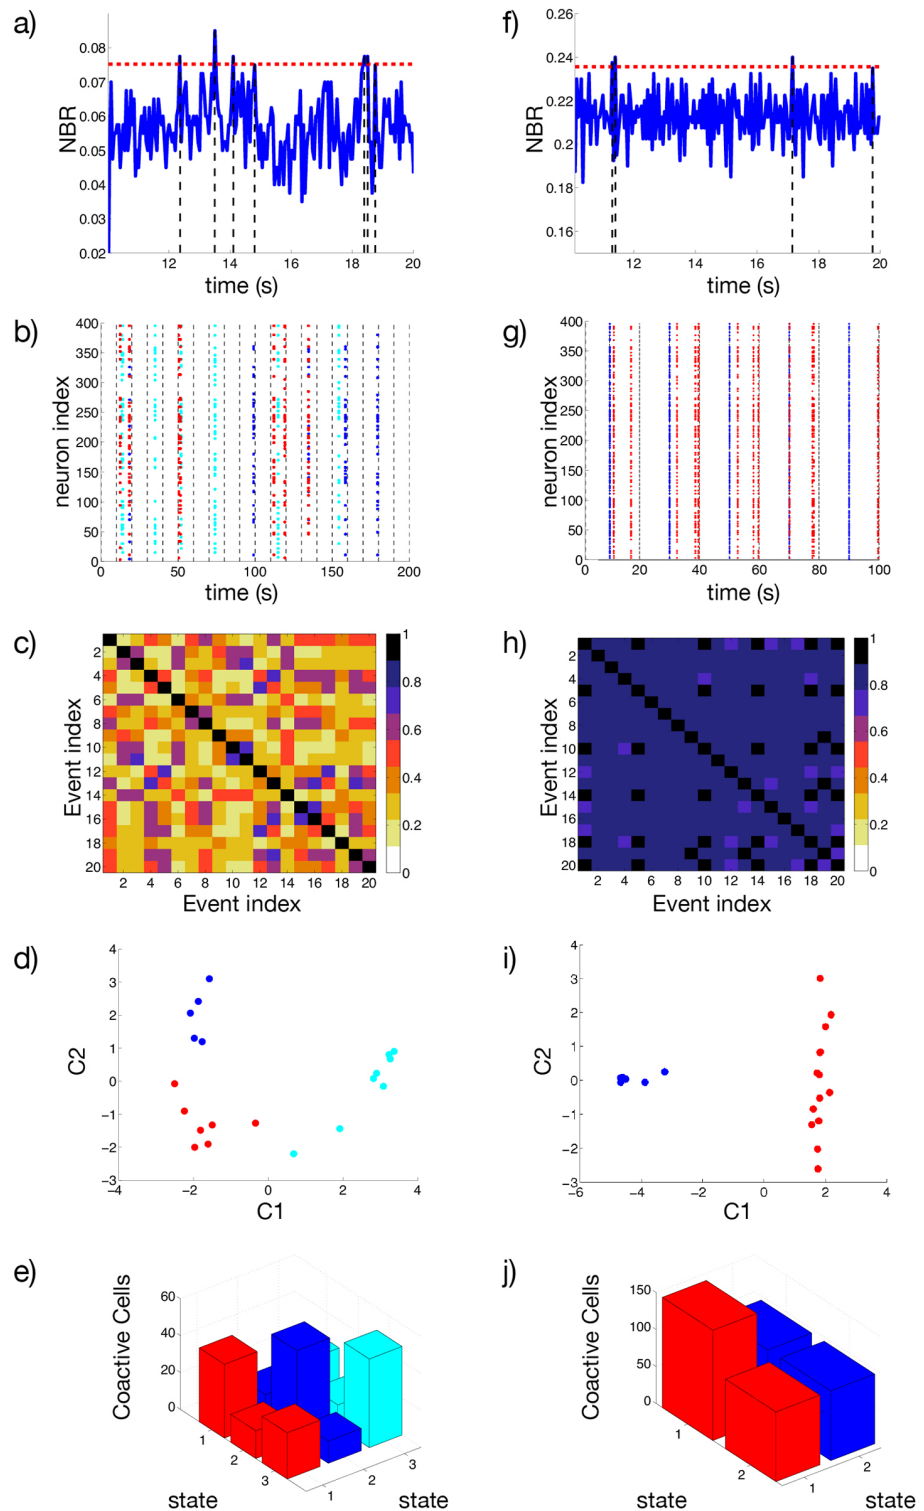 a)
NBR
0.08
0.07
0.06
0.05
0.04
0.03
0.02
12 14 16 18 20
time (s)
f)
NBR
0.26
0.24
0.22
0.2
0.18
0.16
12 14 16 18 20
time (s)
b)
neuron index
400
350
300
250
200
150
100
50
0
0 50 100 150 200
time (s)
g)
neuron index
400
350
300
250
200
150
100
50
0
0 20 40 60 80 100
time (s)
c)
Event index
2
4
6
8
10
12
14
16
18
20
2 4 6 8 10 12 14 16 18 20
Event index
1
0.8
0.6
0.4
0.2
0
h)
Event index
2
4
6
8
10
12
14
16
18
20
2 4 6 8 10 12 14 16 18 20
Event index
1
0.8
0.6
0.4
0.2
0
d)
C2
4
3
2
1
0
−1
−2
−3
−4 −2 0 2 4
C1
i)
C2
4
3
2
1
0
−1
−2
−3
−6 −4 −2 0 2 4
C1
e)
Coactive Cells
60
40
20
0
1
2
3
1
2
3
state
state
j)
Coactive Cells
150
100
50
0
1
2
1
2
state
state